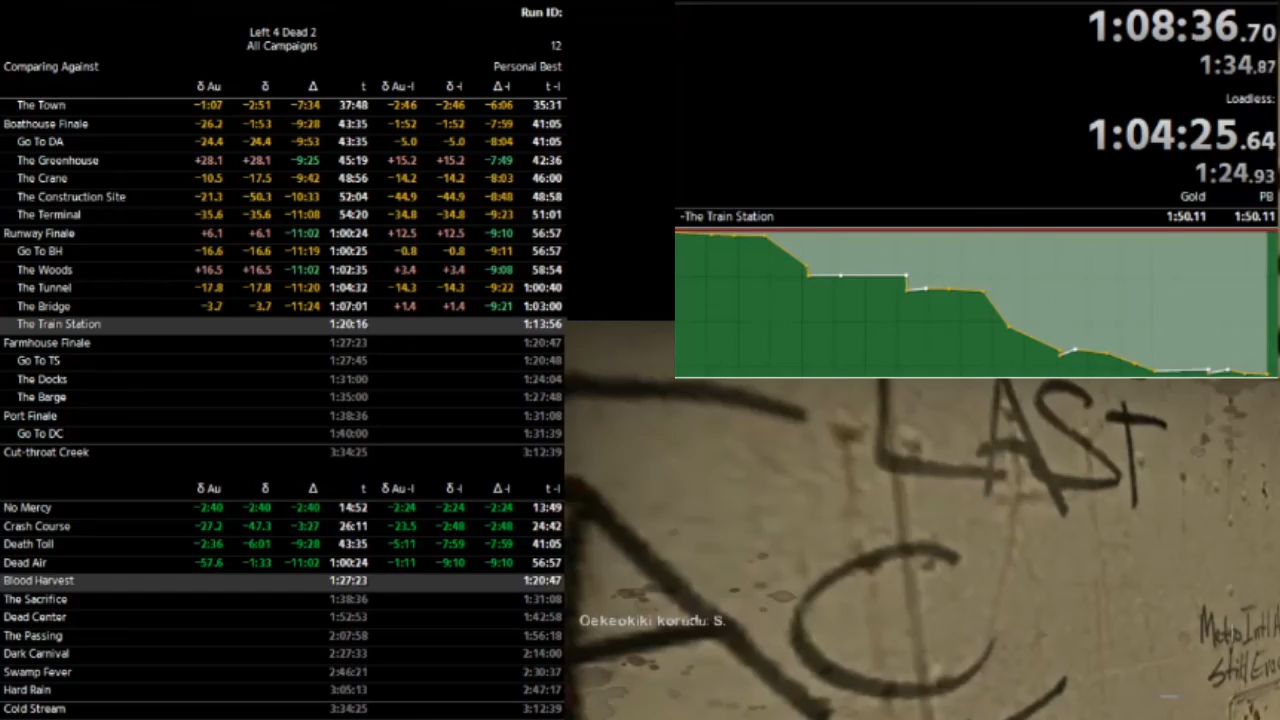 Run ID:
Left 4 Dead 2
All Campaigns
12
Comparing Against Personal Best
δ Au δ Δ t δ Au -l δ -l Δ -l t -l
The Town −1:07 −2:51 −7:34 37:48 −2:46 −2:46 −6:06 35:31
Boathouse Finale −26.2 −1:53 −9:28 43:35 −1:52 −1:52 −7:59 41:05
Go To DA −24.4 −24.4 −9:53 43:35 −5.0 −5.0 −8:04 41:05
The Greenhouse +28.1 +28.1 −9:25 45:19 +15.2 +15.2 −7:49 42:36
The Crane −10.5 −17.5 −9:42 48:56 −14.2 −14.2 −8:03 46:00
The Construction Site −21.3 −50.3 −10:33 52:04 −44.9 −44.9 −8:48 48:58
The Terminal −35.6 −35.6 −11:08 54:20 −34.8 −34.8 −9:23 51:01
Runway Finale +6.1 +6.1 −11:02 1:00:24 +12.5 +12.5 −9:10 56:57
Go To BH −16.6 −16.6 −11:19 1:00:25 −0.8 −0.8 −9:11 56:57
The Woods +16.5 +16.5 −11:02 1:02:35 +3.4 +3.4 −9:08 58:54
The Tunnel −17.8 −17.8 −11:20 1:04:32 −14.3 −14.3 −9:22 1:00:40
The Bridge −3.7 −3.7 −11:24 1:07:01 +1.4 +1.4 −9:21 1:03:00
The Train Station 1:20:16 1:13:56
Farmhouse Finale 1:27:23 1:20:47
Go To TS 1:27:45 1:20:48
The Docks 1:31:00 1:24:04
The Barge 1:35:00 1:27:48
Port Finale 1:38:36 1:31:08
Go To DC 1:40:00 1:31:39
Cut-throat Creek 3:34:25 3:12:39
δ Au δ Δ t δ Au -l δ -l Δ -l t -l
No Mercy −2:40 −2:40 −2:40 14:52 −2:24 −2:24 −2:24 13:49
Crash Course −27.2 −47.3 −3:27 26:11 −23.5 −2:48 −2:48 24:42
Death Toll −2:36 −6:01 −9:28 43:35 −5:11 −7:59 −7:59 41:05
Dead Air −57.6 −1:33 −11:02 1:00:24 −1:11 −9:10 −9:10 56:57
Blood Harvest 1:27:23 1:20:47
The Sacrifice 1:38:36 1:31:08
Dead Center 1:52:53 1:42:58
The Passing 2:07:58 1:56:18
Dark Carnival 2:27:33 2:14:00
Swamp Fever 2:46:21 2:30:37
Hard Rain 3:05:13 2:47:17
Cold Stream 3:34:25 3:12:39
1:08:36.70
1:34.87
Loadless:
1:04:25.64
1:24.93
Gold PB
-The Train Station 1:50.11 1:50.11
LAST
Oekeokiki korudu: S.
Metro Intl A
Still Eva